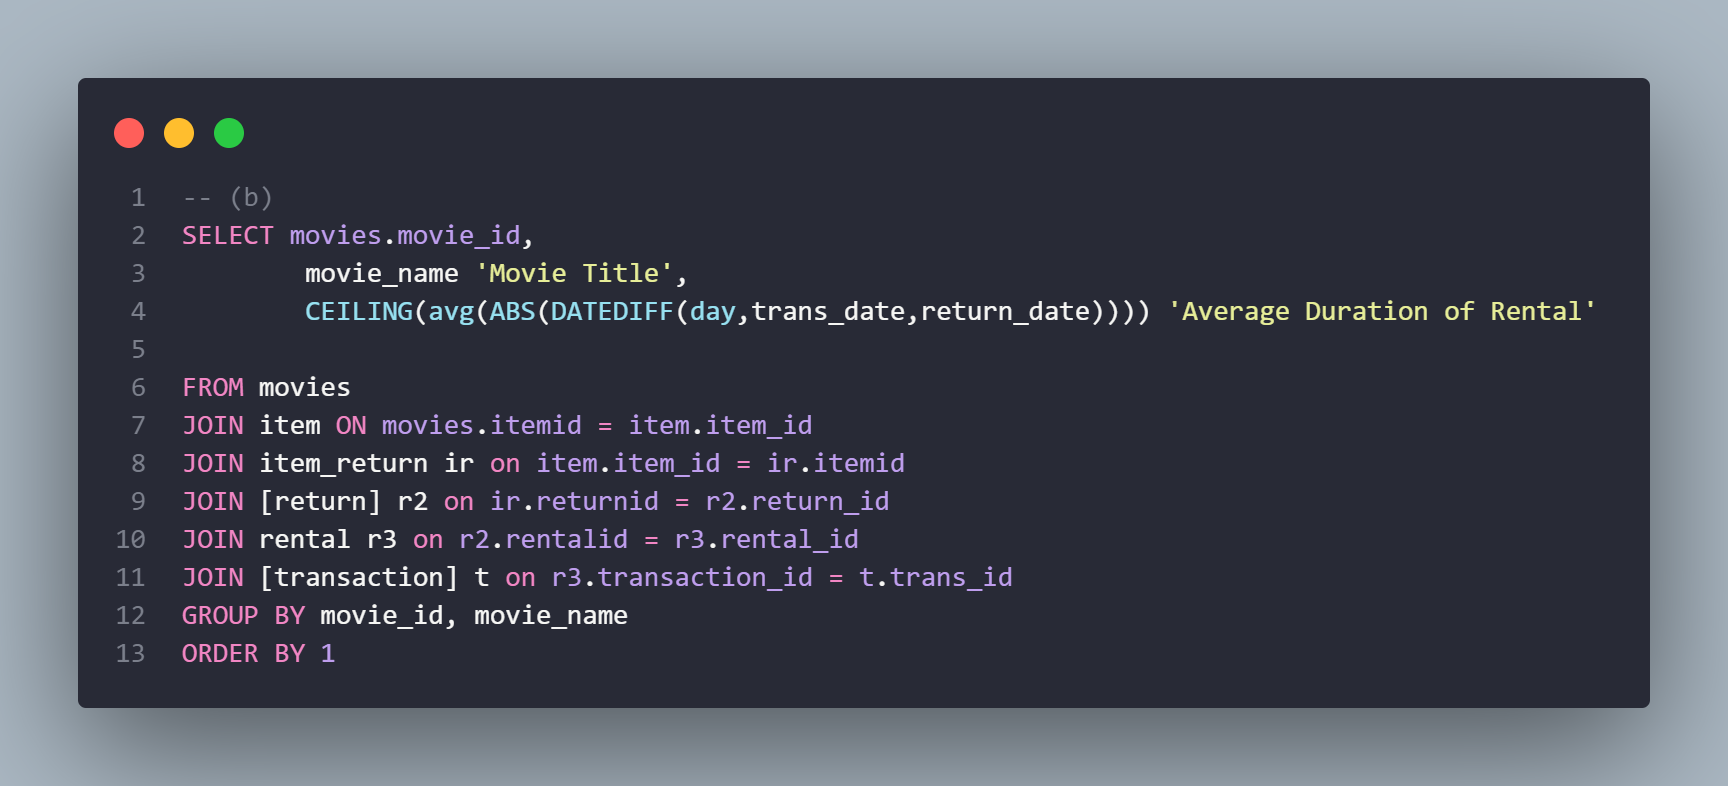 1 -- (b)
2 SELECT movies.movie_id,
3 movie_name 'Movie Title',
4 CEILING(avg(ABS(DATEDIFF(day,trans_date,return_date)))) 'Average Duration of Rental'
5
6 FROM movies
7 JOIN item ON movies.itemid = item.item_id
8 JOIN item_return ir on item.item_id = ir.itemid
9 JOIN [return] r2 on ir.returnid = r2.return_id
10 JOIN rental r3 on r2.rentalid = r3.rental_id
11 JOIN [transaction] t on r3.transaction_id = t.trans_id
12 GROUP BY movie_id, movie_name
13 ORDER BY 1